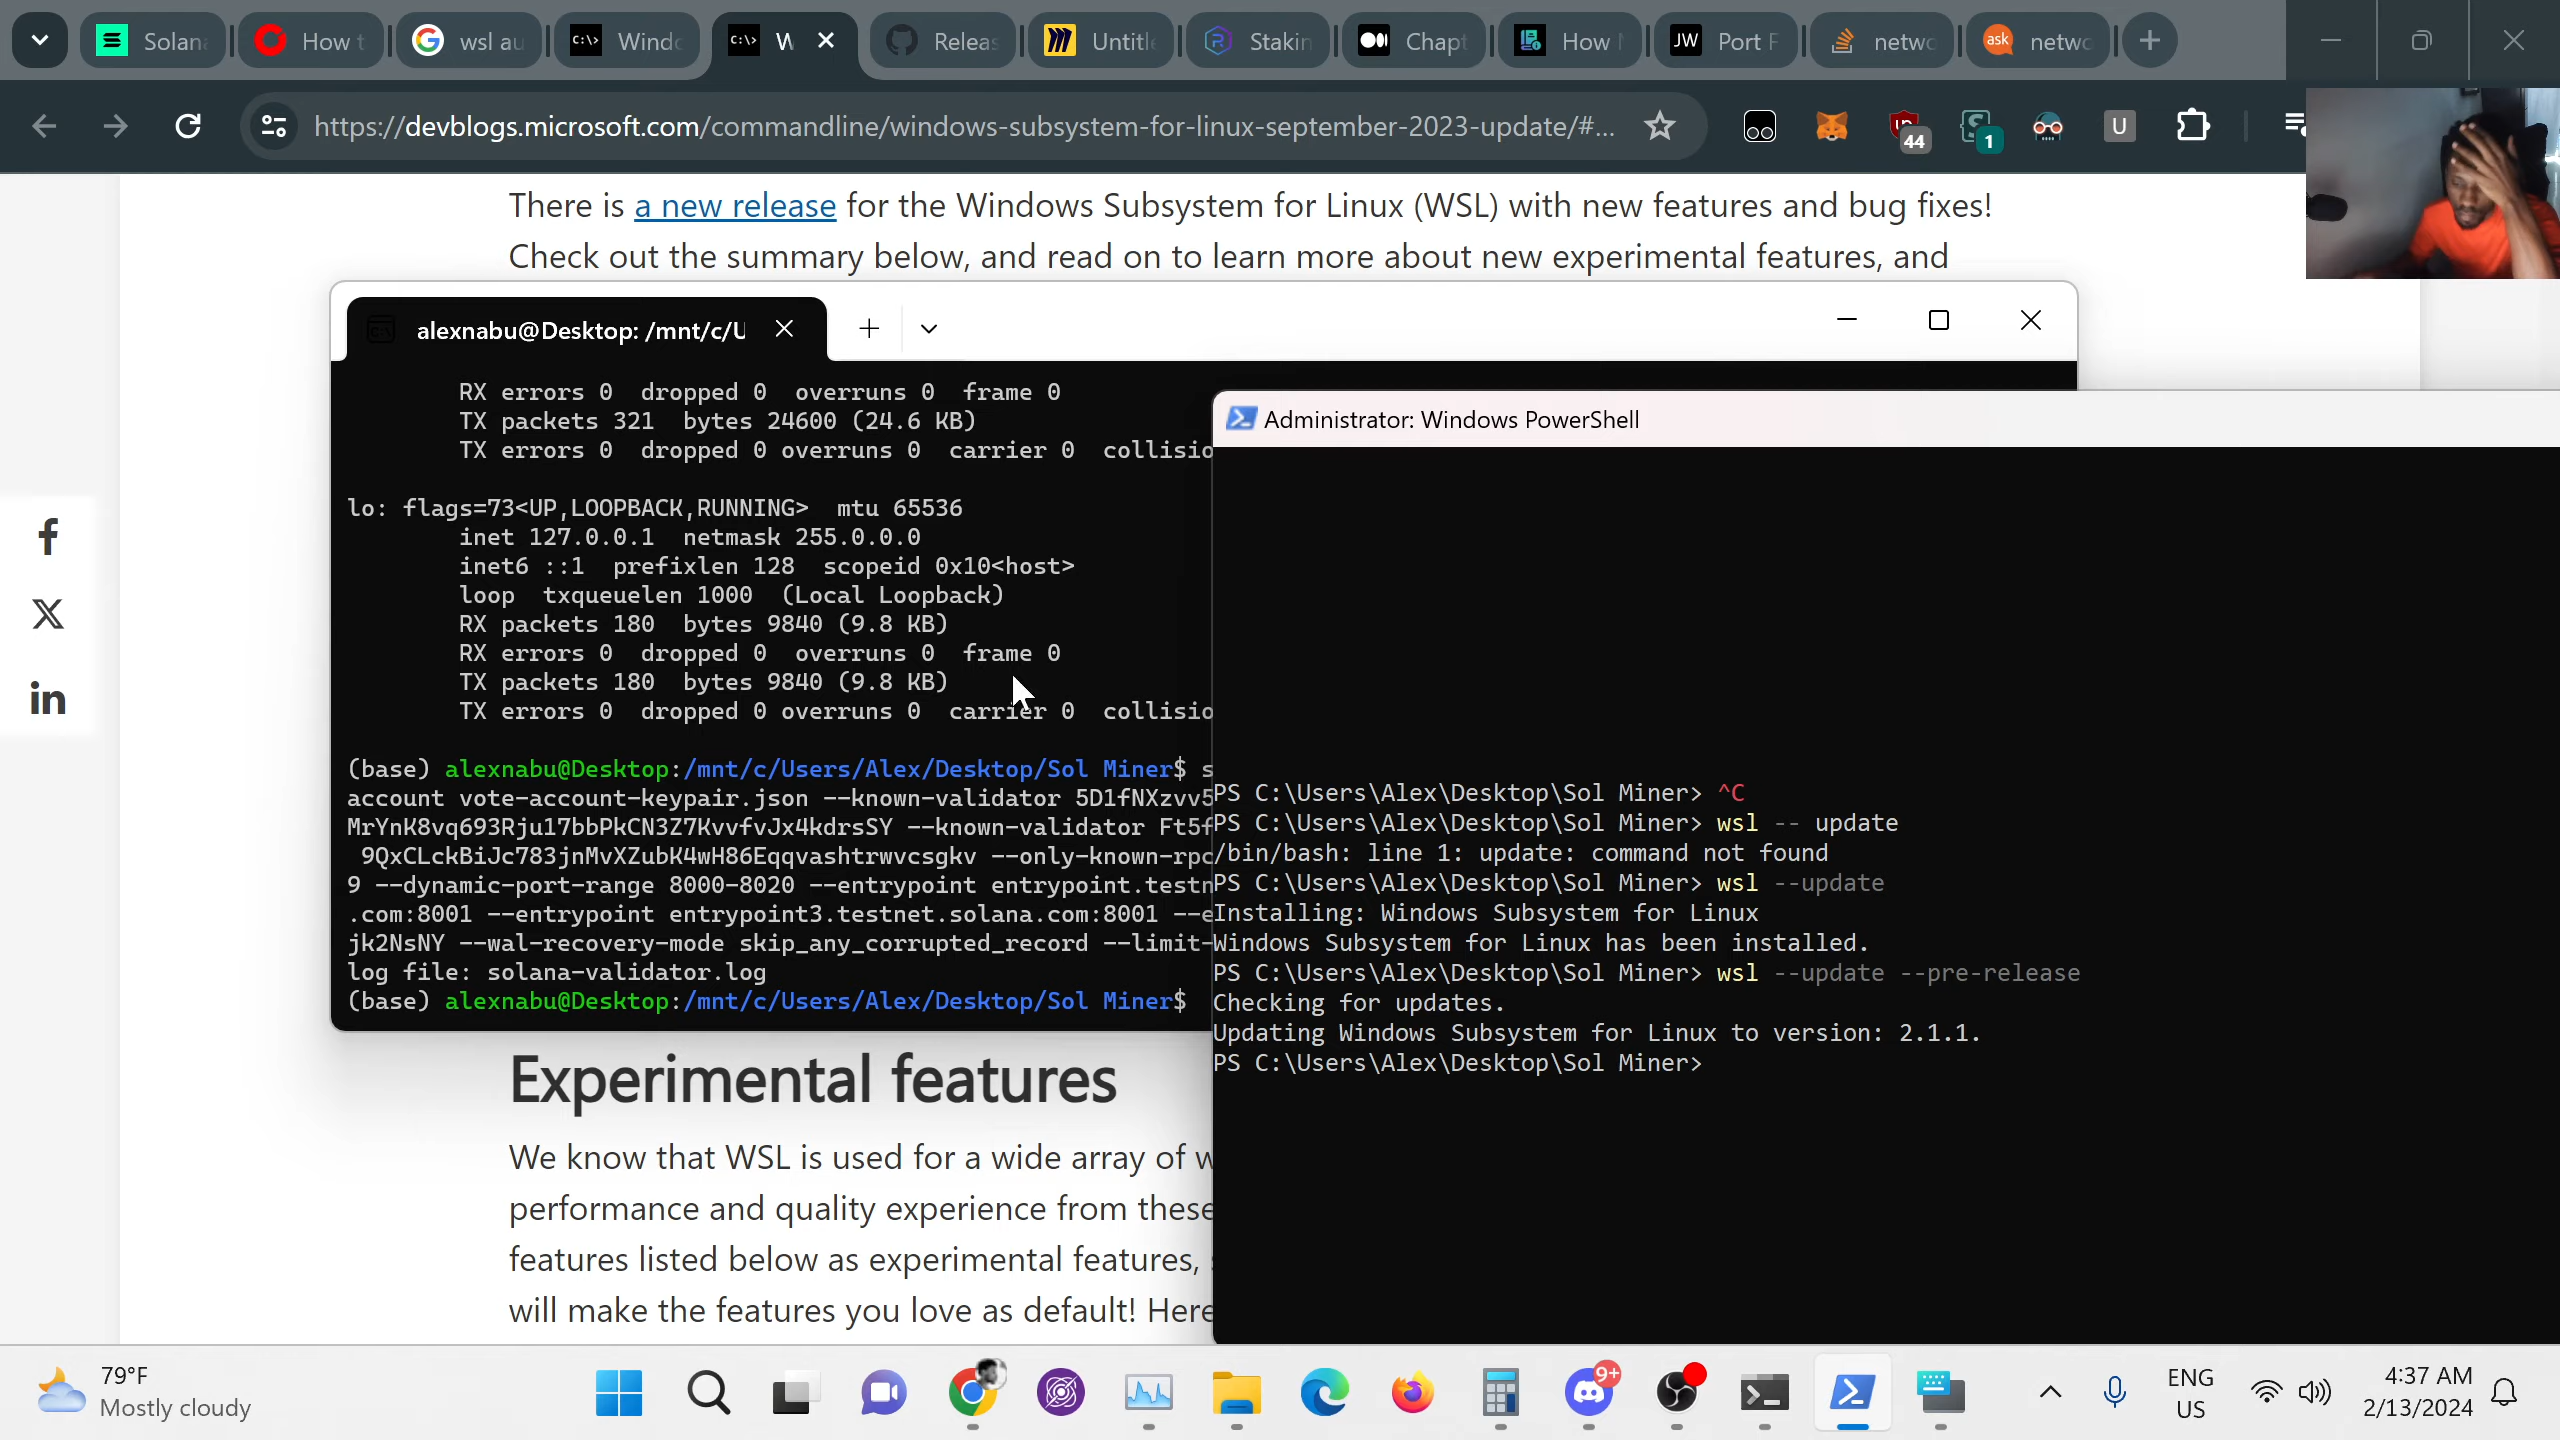 Solana
How t
wsl au
Windo
W
Releas
Untitle
Stakin
Chapt
How
JW Port F
netwo
ask netwo
https://devblogs.microsoft.com/commandline/windows-subsystem-for-linux-september-2023-update/#...
44
1
U
There is a new release for the Windows Subsystem for Linux (WSL) with new features and bug fixes!
Check out the summary below, and read on to learn more about new experimental features, and
alexnabu@Desktop: /mnt/c/U
RX errors 0  dropped 0  overruns 0  frame 0
TX packets 321  bytes 24600 (24.6 KB)
TX errors 0  dropped 0 overruns 0  carrier 0  collisio
lo: flags=73<UP,LOOPBACK,RUNNING>  mtu 65536
inet 127.0.0.1  netmask 255.0.0.0
inet6 ::1  prefixlen 128  scopeid 0x10<host>
loop  txqueuelen 1000  (Local Loopback)
RX packets 180  bytes 9840 (9.8 KB)
RX errors 0  dropped 0  overruns 0  frame 0
TX packets 180  bytes 9840 (9.8 KB)
TX errors 0  dropped 0 overruns 0  carrier 0  collisio
(base) alexnabu@Desktop:/mnt/c/Users/Alex/Desktop/Sol Miner$ s
account vote-account-keypair.json --known-validator 5D1fNXzvv5
MrYnK8vq693Rju17bbPkCN3Z7KvvfvJx4kdrsSY --known-validator Ft5f
9QxCLckBiJc783jnMvXZubK4wH86Eqqvashtrwvcsgkv --only-known-rpc
9 --dynamic-port-range 8000-8020 --entrypoint entrypoint.testn
.com:8001 --entrypoint entrypoint3.testnet.solana.com:8001 --e
jk2NsNY --wal-recovery-mode skip_any_corrupted_record --limit-
log file: solana-validator.log
(base) alexnabu@Desktop:/mnt/c/Users/Alex/Desktop/Sol Miner$
Administrator: Windows PowerShell
PS C:\Users\Alex\Desktop\Sol Miner> ^C
PS C:\Users\Alex\Desktop\Sol Miner> wsl -- update
/bin/bash: line 1: update: command not found
PS C:\Users\Alex\Desktop\Sol Miner> wsl --update
Installing: Windows Subsystem for Linux
Windows Subsystem for Linux has been installed.
PS C:\Users\Alex\Desktop\Sol Miner> wsl --update --pre-release
Checking for updates.
Updating Windows Subsystem for Linux to version: 2.1.1.
PS C:\Users\Alex\Desktop\Sol Miner>
Experimental features
We know that WSL is used for a wide array of w
performance and quality experience from these
features listed below as experimental features,
will make the features you love as default! Here
79°F
Mostly cloudy
9+
ENG
US
4:37 AM
2/13/2024